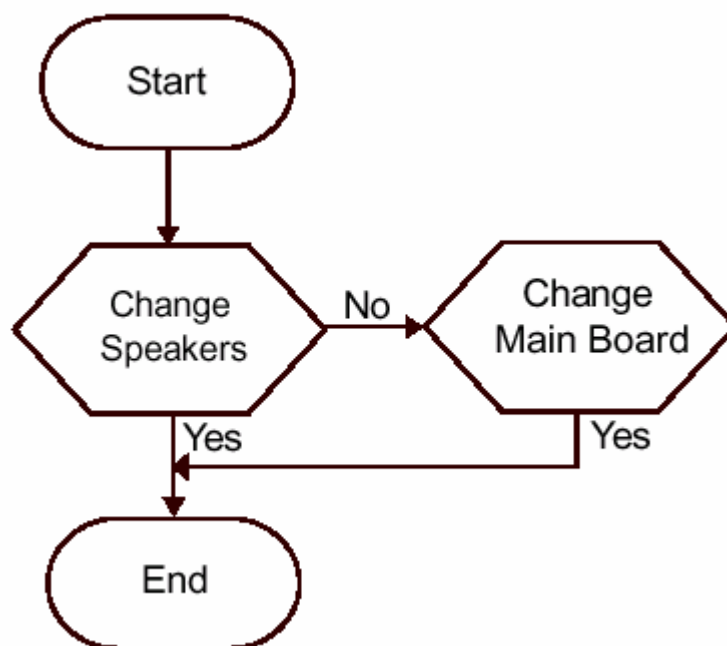 Start
Change
Speakers
No
Change
Main Board
Yes
Yes
End